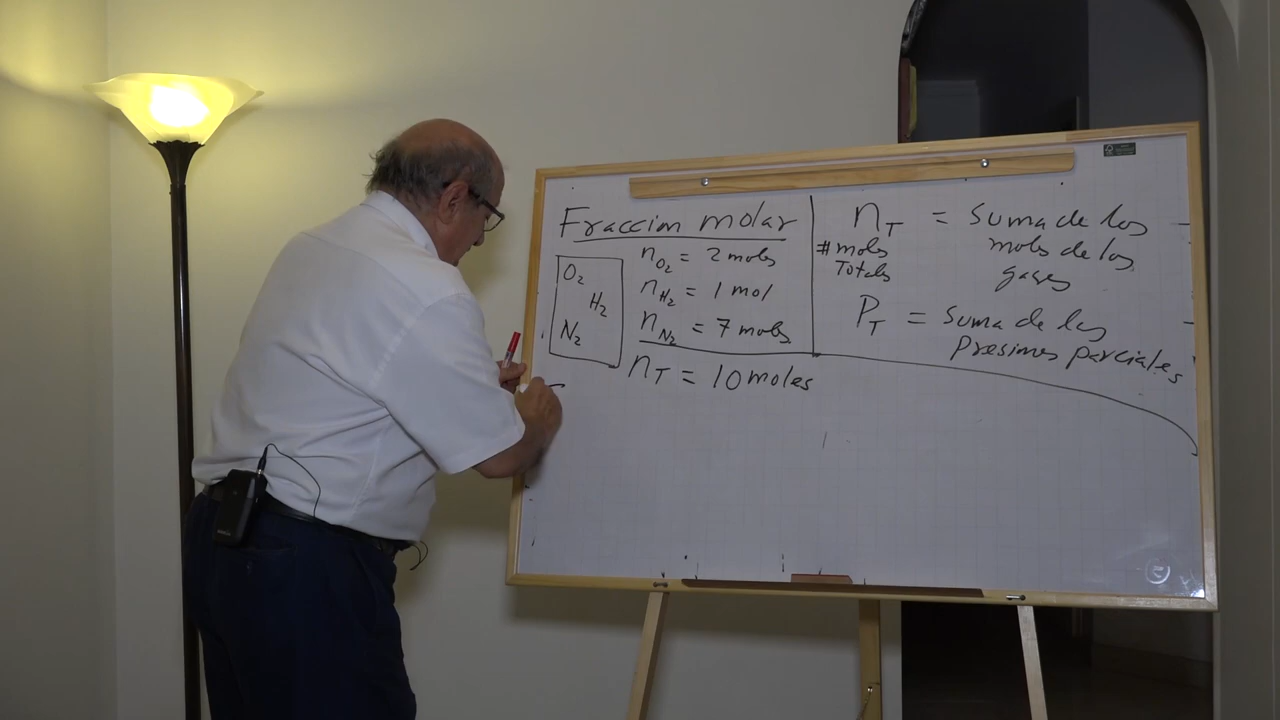 Fracción molar
O2
H2
N2
nO2 = 2 moles
nH2 = 1 mol
nN2 = 7 moles
nT = 10 moles
nT = Suma de los
# moles
Totales
moles de los
gases
PT = Suma de las
Presiones parciales